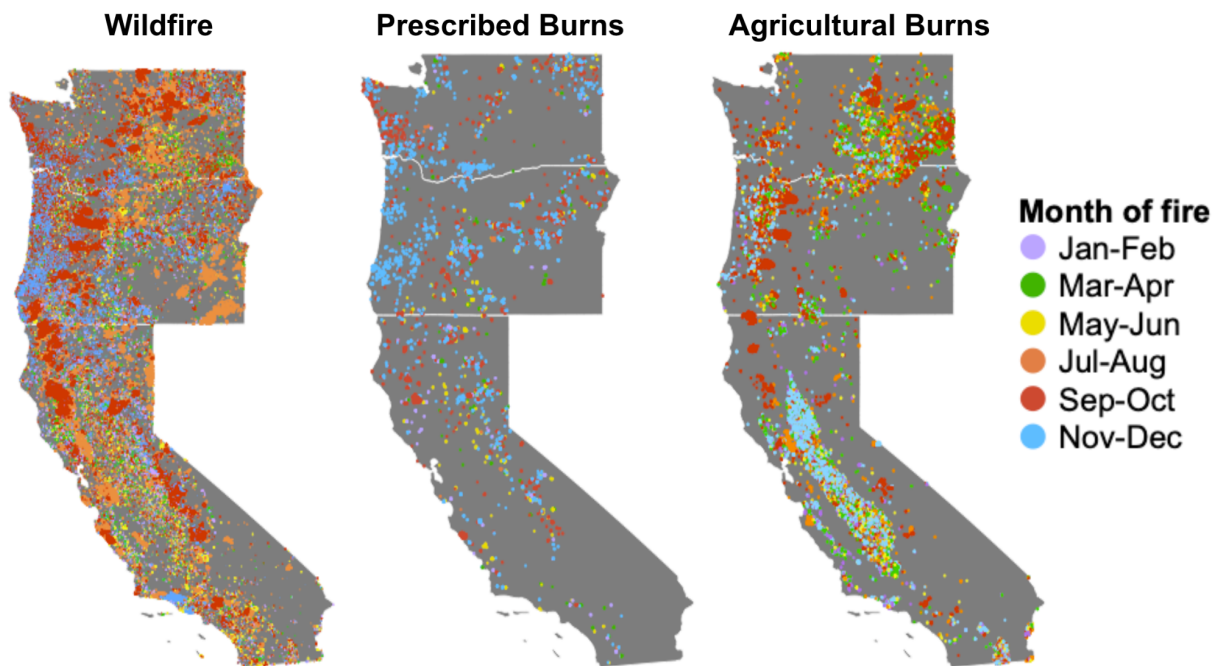 Wildfire
Prescribed Burns
Agricultural Burns
Month of fire
Jan-Feb
Mar-Apr
May-Jun
Jul-Aug
Sep-Oct
Nov-Dec